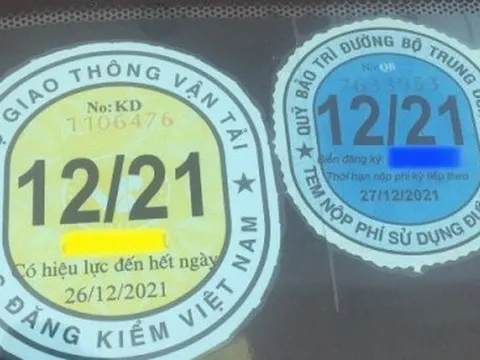 GIAO THÔNG VẬN TẢI
No: KD
1106476
12/21
Có hiệu lực đến hết ngày
26/12/2021
ĐĂNG KIỂM VIỆT NAM
QUỸ BẢO TRÌ ĐƯỜNG BỘ TRUNG
No: QB
7633953
12/21
Biển đăng ký:
Thời hạn nộp phí kỳ tiếp theo
27/12/2021
TEM NỘP PHÍ SỬ DỤNG